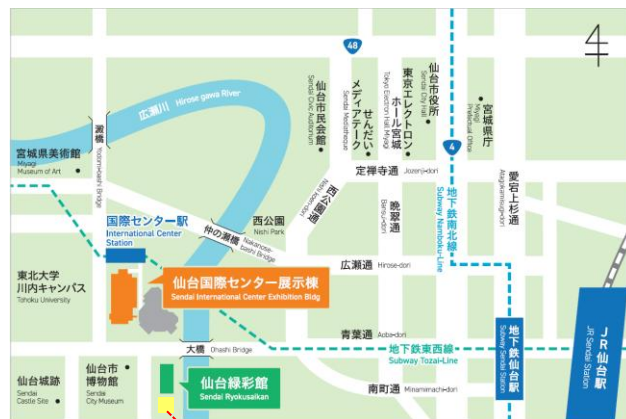 48
4
広瀬川 Hirose gawa River
澱橋
Yodomi-bashi Bridge
仙台市民会館
Sendai Civic Auditorium
せんだい
メディアテーク
Sendai Mediatheque
東京エレクトロン
ホール宮城
Tokyo Electron Hall Miyagi
仙台市役所
Sendai City Hall
宮城県庁
Miyagi
Prefectual Office
4
宮城県美術館
Miyagi
Museum of Art
定禅寺通 Jozenji-dori
愛宕上杉通
Atagokamisugi-dori
地下鉄南北線
Subway Namboku-Line
西公園通
Nishi koen-dori
晩翠通
Bansui-dori
国際センター駅
International Center
Station
仲の瀬橋
Nakanose-
bashi Bridge
西公園
Nishi Park
広瀬通 Hirose-dori
東北大学
川内キャンパス
Tohoku University
仙台国際センター展示棟
Sendai International Center Exhibition Bldg
青葉通 Aoba-dori
大橋 Ohashi Bridge
地下鉄東西線
Subway Tozai-Line
地下鉄仙台駅
Subway Sendai Station
JR仙台駅
JR Sendai Station
仙台城跡
Sendai
Castle Site
仙台市
博物館
Sendai
City Museum
仙台緑彩館
Sendai Ryokusaikan
南町通 Minamimachi-dori